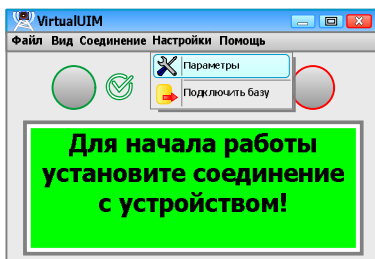 VirtualUIM
Файл Вид Соединение Настройки Помощь
Параметры
Подключить базу
Для начала работы
установите соединение
с устройством!